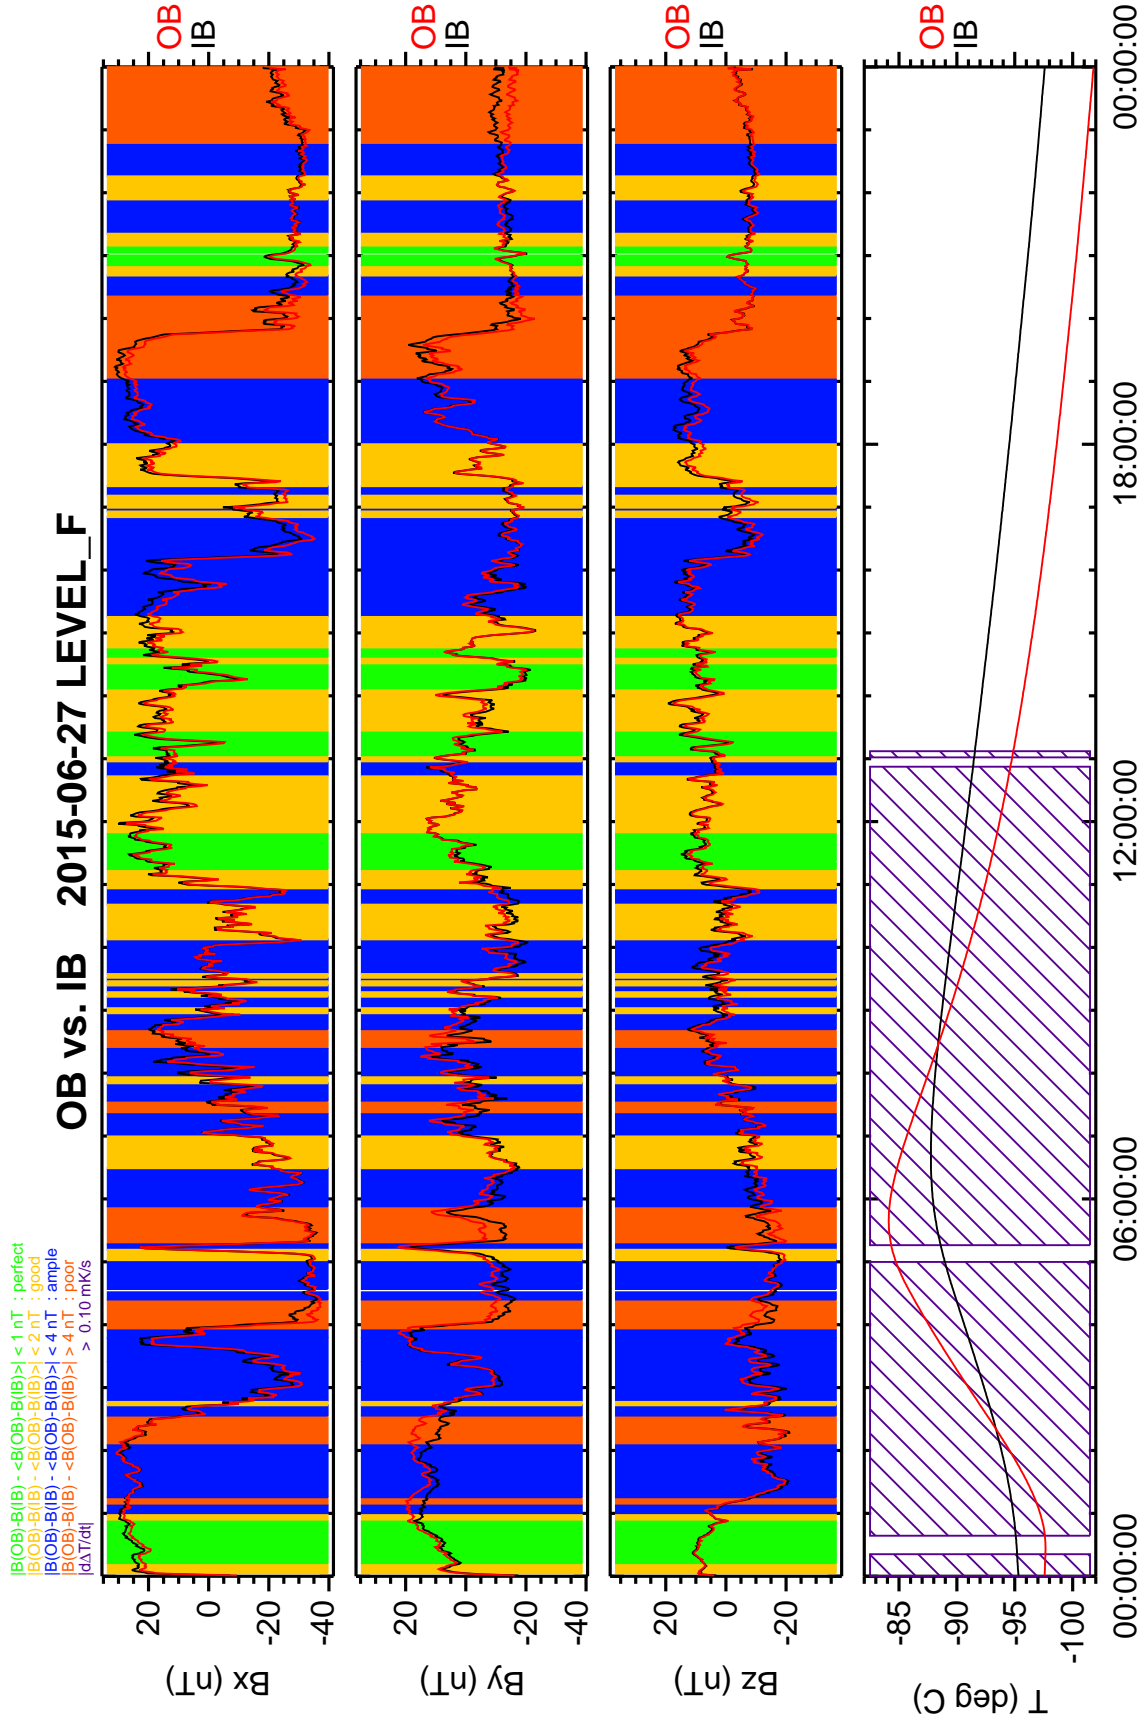 OB vs. IB 2015-06-27 LEVEL_F
|B(OB)-B(IB) - <B(OB)-B(IB)>| < 1 nT : perfect
|B(OB)-B(IB) - <B(OB)-B(IB)>| < 2 nT : good
|B(OB)-B(IB) - <B(OB)-B(IB)>| < 4 nT : ample
|B(OB)-B(IB) - <B(OB)-B(IB)>| > 4 nT : poor
|dΔT/dt| > 0.10 mK/s
Bx (nT)
20
0
-20
-40
OB
IB
By (nT)
20
0
-20
-40
OB
IB
Bz (nT)
20
0
-20
OB
IB
T (deg C)
-85
-90
-95
-100
OB
IB
00:00:00 06:00:00 12:00:00 18:00:00 00:00:00